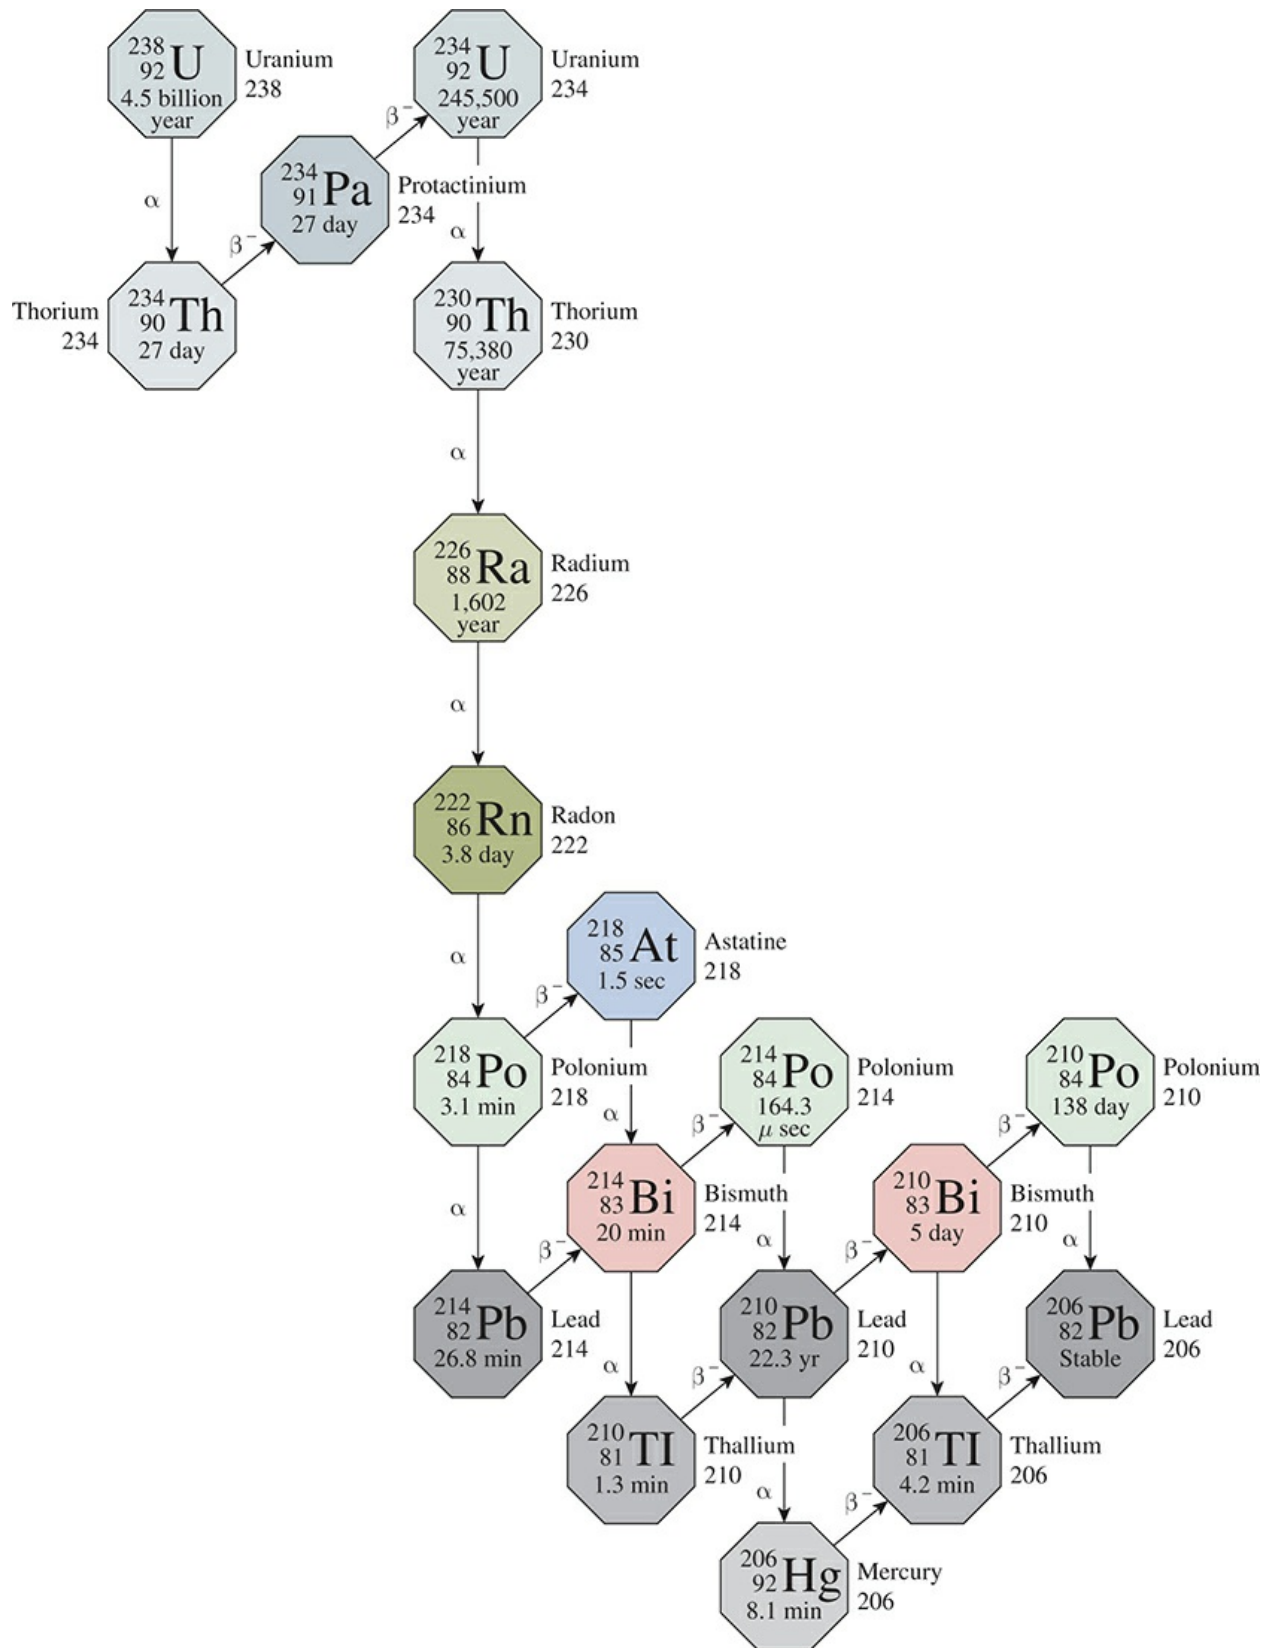 238
92 U
4.5 billion
year
Uranium
238
234
92 U
245,500
year
Uranium
234
β−
234
91 Pa
27 day
Protactinium
234
α
β−
α
Thorium
234
234
90 Th
27 day
230
90 Th
75,380
year
Thorium
230
α
226
88 Ra
1,602
year
Radium
226
α
222
86 Rn
3.8 day
Radon
222
α
218
85 At
1.5 sec
Astatine
218
β−
218
84 Po
3.1 min
Polonium
218
214
84 Po
164.3
μ sec
Polonium
214
210
84 Po
138 day
Polonium
210
α
β−
β−
α
214
83 Bi
20 min
Bismuth
214
210
83 Bi
5 day
Bismuth
210
β−
α
β−
α
214
82 Pb
26.8 min
Lead
214
210
82 Pb
22.3 yr
Lead
210
206
82 Pb
Stable
Lead
206
α
β−
α
β−
210
81 TI
1.3 min
Thallium
210
206
81 TI
4.2 min
Thallium
206
α
β−
206
92 Hg
8.1 min
Mercury
206